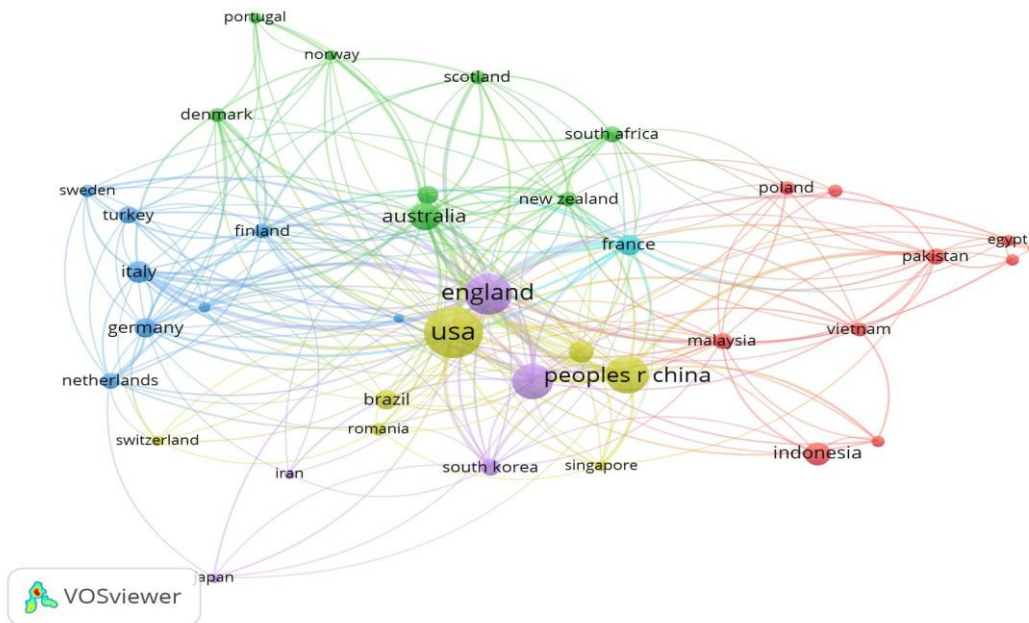 portugal
norway
scotland
denmark
south africa
sweden
poland
new zealand
turkey
australia
finland
egypt
france
pakistan
italy
england
germany
usa
vietnam
malaysia
peoples r china
netherlands
brazil
romania
switzerland
indonesia
south korea
singapore
iran
japan
VOSviewer